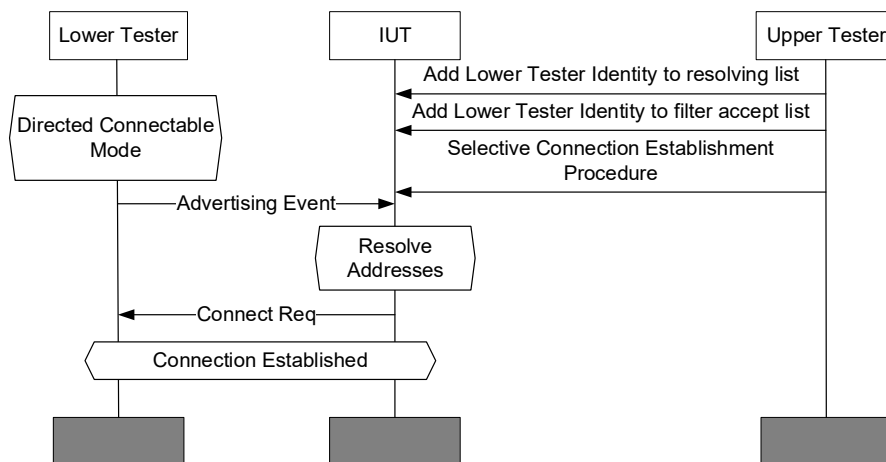 Lower Tester
IUT
Upper Tester
Add Lower Tester Identity to resolving list
Directed Connectable
Mode
Add Lower Tester Identity to filter accept list
Selective Connection Establishment
Procedure
Advertising Event
Resolve
Addresses
Connect Req
Connection Established